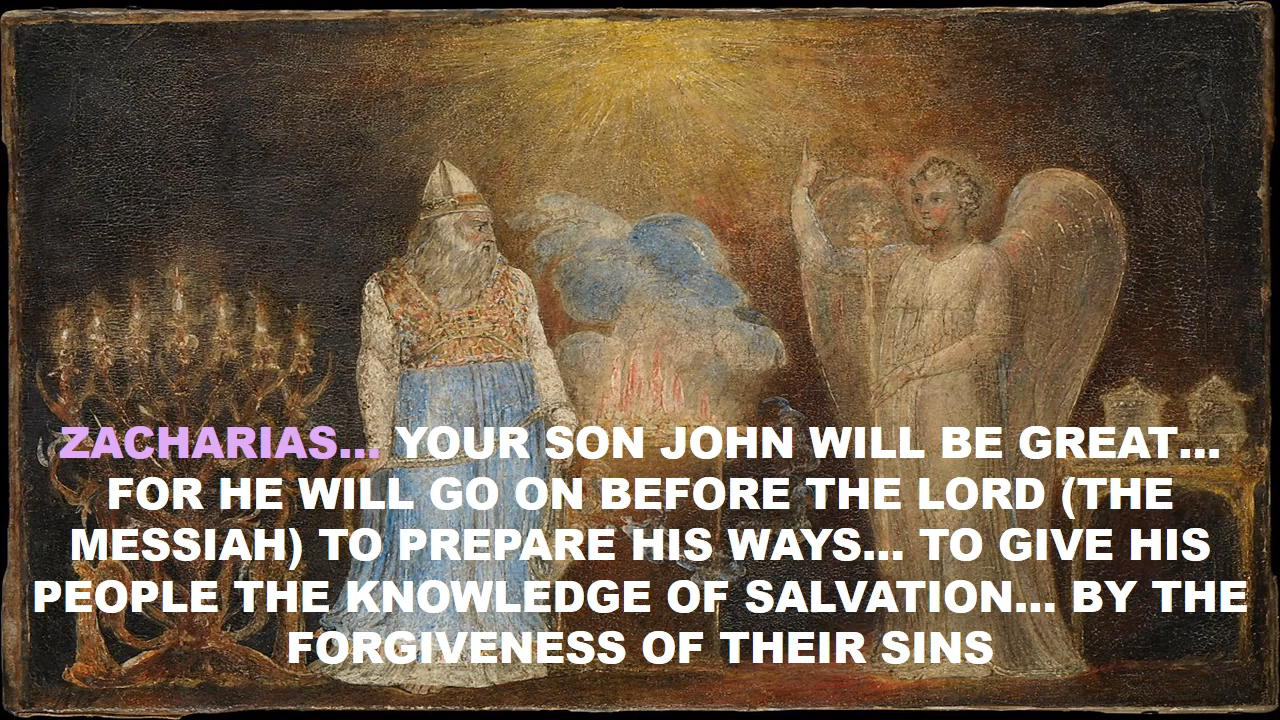 ZACHARIAS... YOUR SON JOHN WILL BE GREAT...
FOR HE WILL GO ON BEFORE THE LORD (THE
MESSIAH) TO PREPARE HIS WAYS... TO GIVE HIS
PEOPLE THE KNOWLEDGE OF SALVATION... BY THE
FORGIVENESS OF THEIR SINS